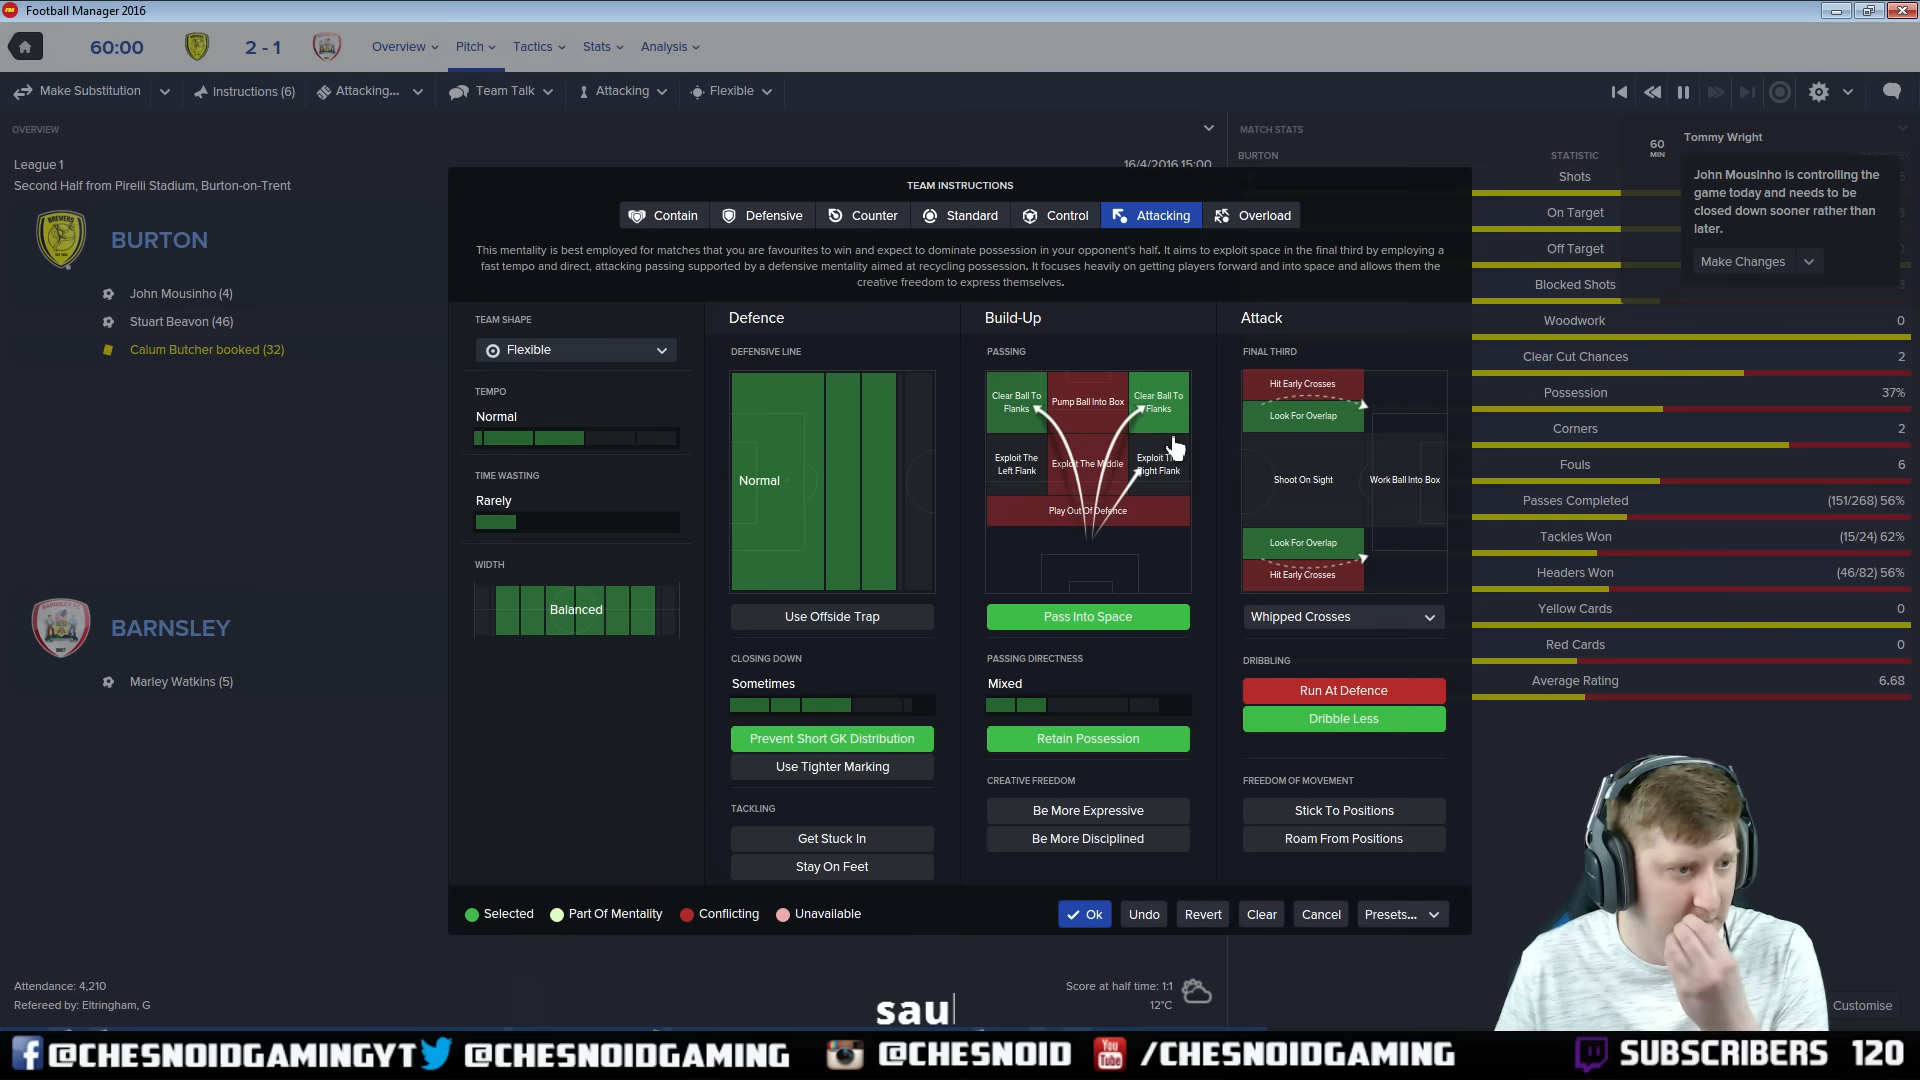 Football Manager 2016
60:00
2 - 1
Overview
Pitch
Tactics
Stats
Analysis
Make Substitution
Instructions (6)
Attacking...
Team Talk
Attacking
Flexible
OVERVIEW
League 1
16/4/2016 15:00
Second Half from Pirelli Stadium, Burton-on-Trent
BREWERS
BURTON
John Mousinho (4)
Stuart Beavon (46)
Calum Butcher booked (32)
BARNSLEY
Marley Watkins (5)
Attendance: 4,210
Refereed by: Eltringham, G
Score at half time: 1:1
12°C
TEAM INSTRUCTIONS
Contain
Defensive
Counter
Standard
Control
Attacking
Overload
This mentality is best employed for matches that you are favourites to win and expect to dominate possession in your opponent's half. It aims to exploit space in the final third by employing a
fast tempo and direct, attacking passing supported by a defensive mentality aimed at recycling possession. It focuses heavily on getting players forward and into space and allows them the
creative freedom to express themselves.
TEAM SHAPE
Flexible
TEMPO
Normal
TIME WASTING
Rarely
WIDTH
Balanced
Defence
DEFENSIVE LINE
Normal
Use Offside Trap
CLOSING DOWN
Sometimes
Prevent Short GK Distribution
Use Tighter Marking
TACKLING
Get Stuck In
Stay On Feet
Build-Up
PASSING
Clear Ball To
Flanks
Pump Ball Into Box
Clear Ball To
Flanks
Exploit The
Left Flank
Exploit The Middle
Exploit
Right Flank
Play Out Of Defence
Pass Into Space
PASSING DIRECTNESS
Mixed
Retain Possession
CREATIVE FREEDOM
Be More Expressive
Be More Disciplined
Attack
FINAL THIRD
Hit Early Crosses
Look For Overlap
Shoot On Sight
Work Ball Into Box
Look For Overlap
Hit Early Crosses
Whipped Crosses
DRIBBLING
Run At Defence
Dribble Less
FREEDOM OF MOVEMENT
Stick To Positions
Roam From Positions
Selected
Part Of Mentality
Conflicting
Unavailable
Ok
Undo
Revert
Clear
Cancel
Presets...
MATCH STATS
BURTON
STATISTIC
Shots
On Target
Off Target
Blocked Shots
Woodwork
0
Clear Cut Chances
2
Possession
37%
Corners
2
Fouls
6
Passes Completed
(151/268) 56%
Tackles Won
(15/24) 62%
Headers Won
(46/82) 56%
Yellow Cards
0
Red Cards
0
Average Rating
6.68
60
MIN
Tommy Wright
John Mousinho is controlling the
game today and needs to be
closed down sooner rather than
later.
Make Changes
Customise
sau
@CHESNOIDGAMINGYT
@CHESNOIDGAMING
@CHESNOID
You Tube
/CHESNOIDGAMING
SUBSCRIBERS 120